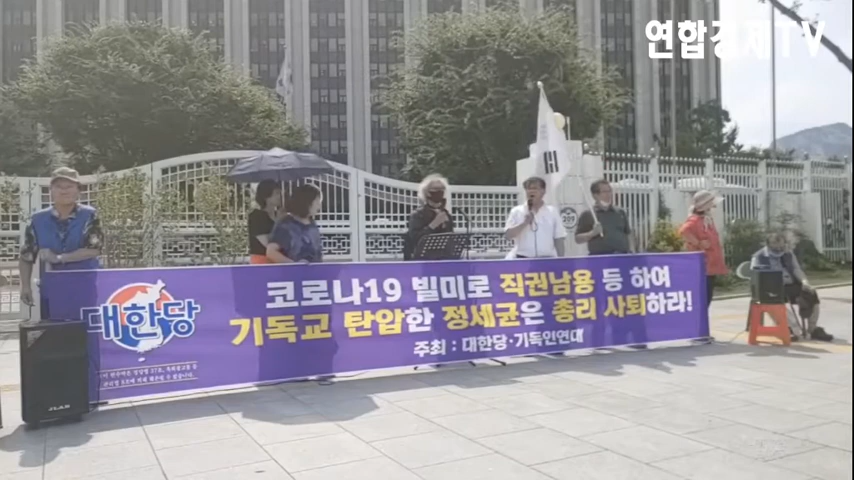 연합경제TV
코로나19 빌미로 직권남용 등 하여
대한당
기독교 탄압한 정세균은 총리 사퇴하라!
주최 : 대한당·기독인연대
JLAB